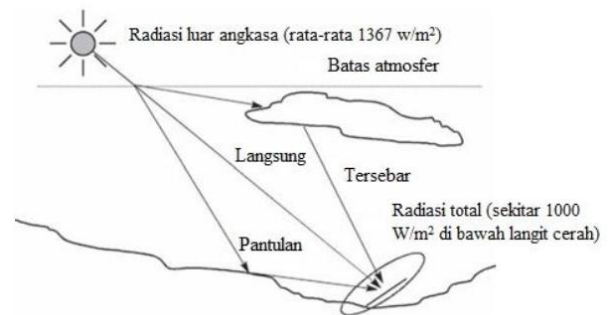 Radiasi luar angkasa (rata-rata 1367 w/m²)
Batas atmosfer
Langsung
Tersebar
Radiasi total (sekitar 1000
W/m² di bawah langit cerah)
Pantulan